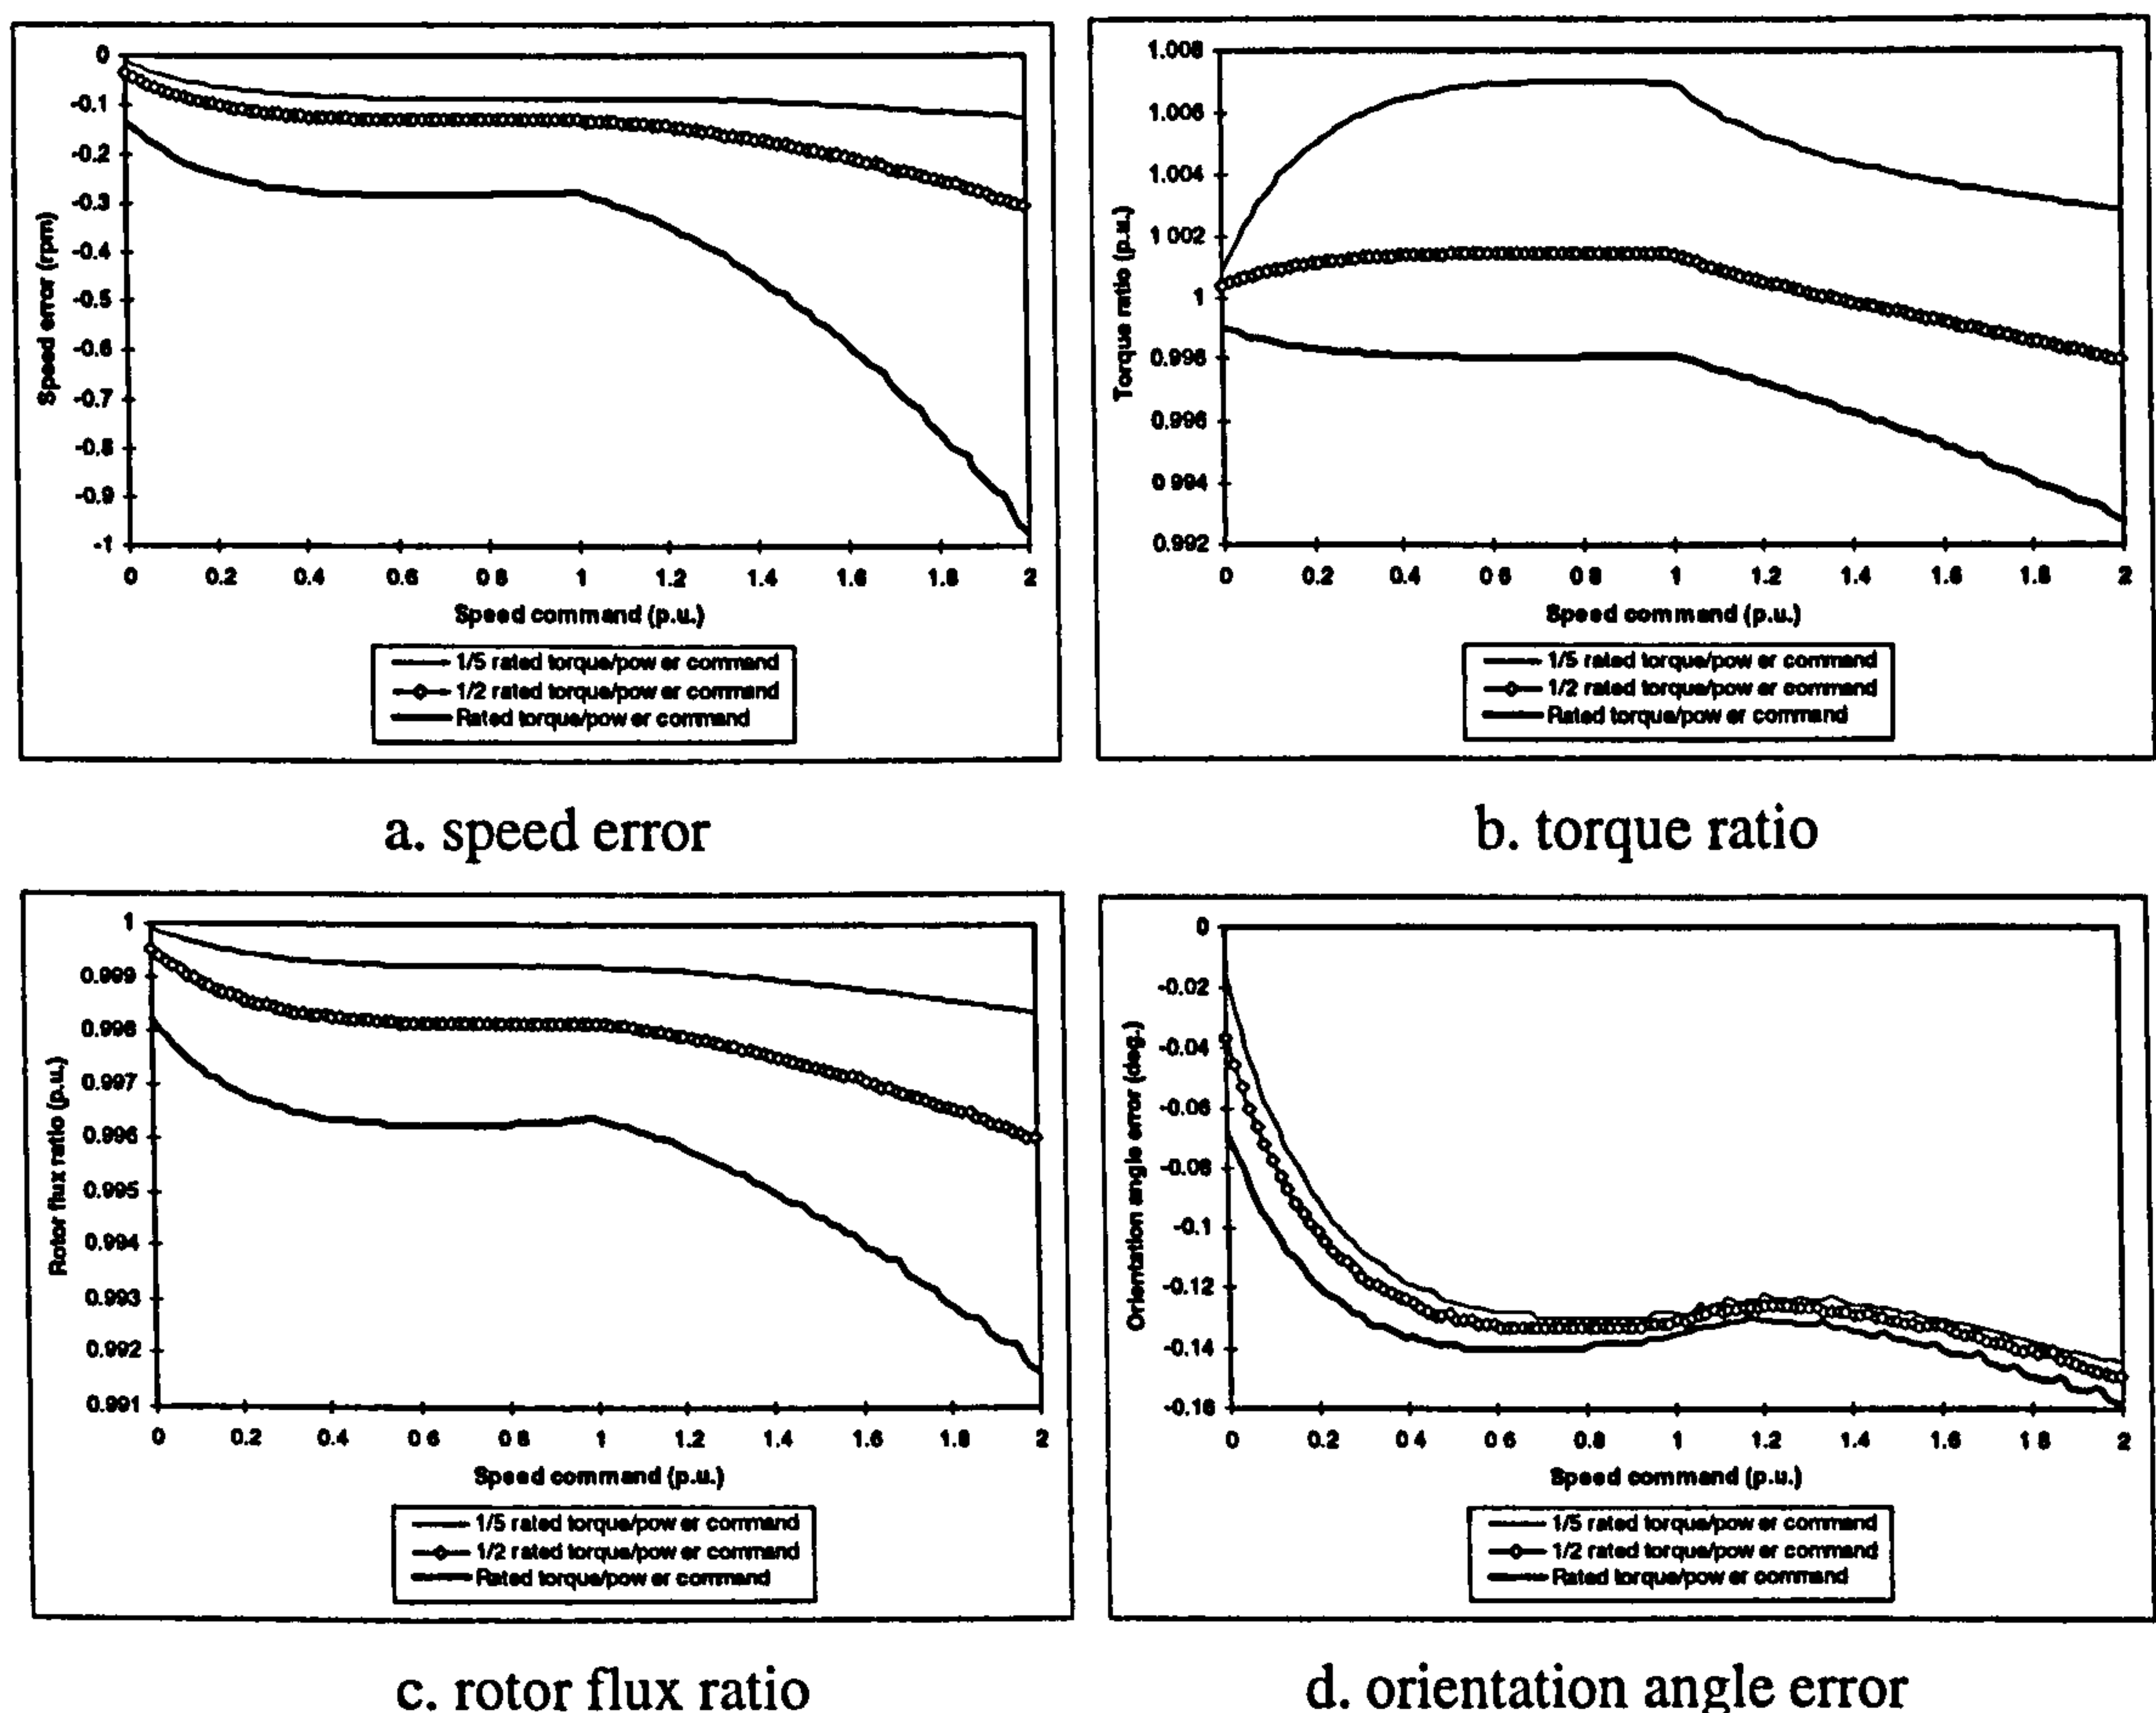 0
-0.1
-0.2
-0.3
-0.4
-0.5
-0.6
-0.7
-0.8
-0.9
-1
Speed error (rpm)
0 0.2 0.4 0.6 0 8 1 1.2 1.4 1.6 1.8 2
Speed command (p.u.)
1/5 rated torque/pow er command
1/2 rated torque/pow er command
Rated torque/pow er command
a. speed error
1.008
1.006
1.004
1 002
1
0.998
0.996
0 994
0.992
Torque ratio (p.u.)
0 0.2 0.4 0 6 0 8 1 1.2 1.4 1.6 1.8 2
Speed command (p.u.)
1/5 rated torque/pow er command
1/2 rated torque/pow er command
Rated torque/pow er command
b. torque ratio
1
0.999
0.998
0.997
0.996
0.995
0.994
0.993
0.992
0.991
Rotor flux ratio (p.u.)
0 0.2 0.4 0 6 0 8 1 1.2 1.4 1.6 1.8 2
Speed command (p.u.)
1/5 rated torque/pow er command
1/2 rated torque/pow er command
Rated torque/pow er command
c. rotor flux ratio
0
-0.02
-0.04
-0.06
-0.08
-0.1
-0.12
-0.14
-0.16
Orientation angle error (deg.)
0 0.2 0 4 0 6 0.8 1 1.2 1.4 1.6 1 8 2
Speed command (p.u.)
1/5 rated torque/pow er command
1/2 rated torque/pow er command
Rated torque/pow er command
d. orientation angle error